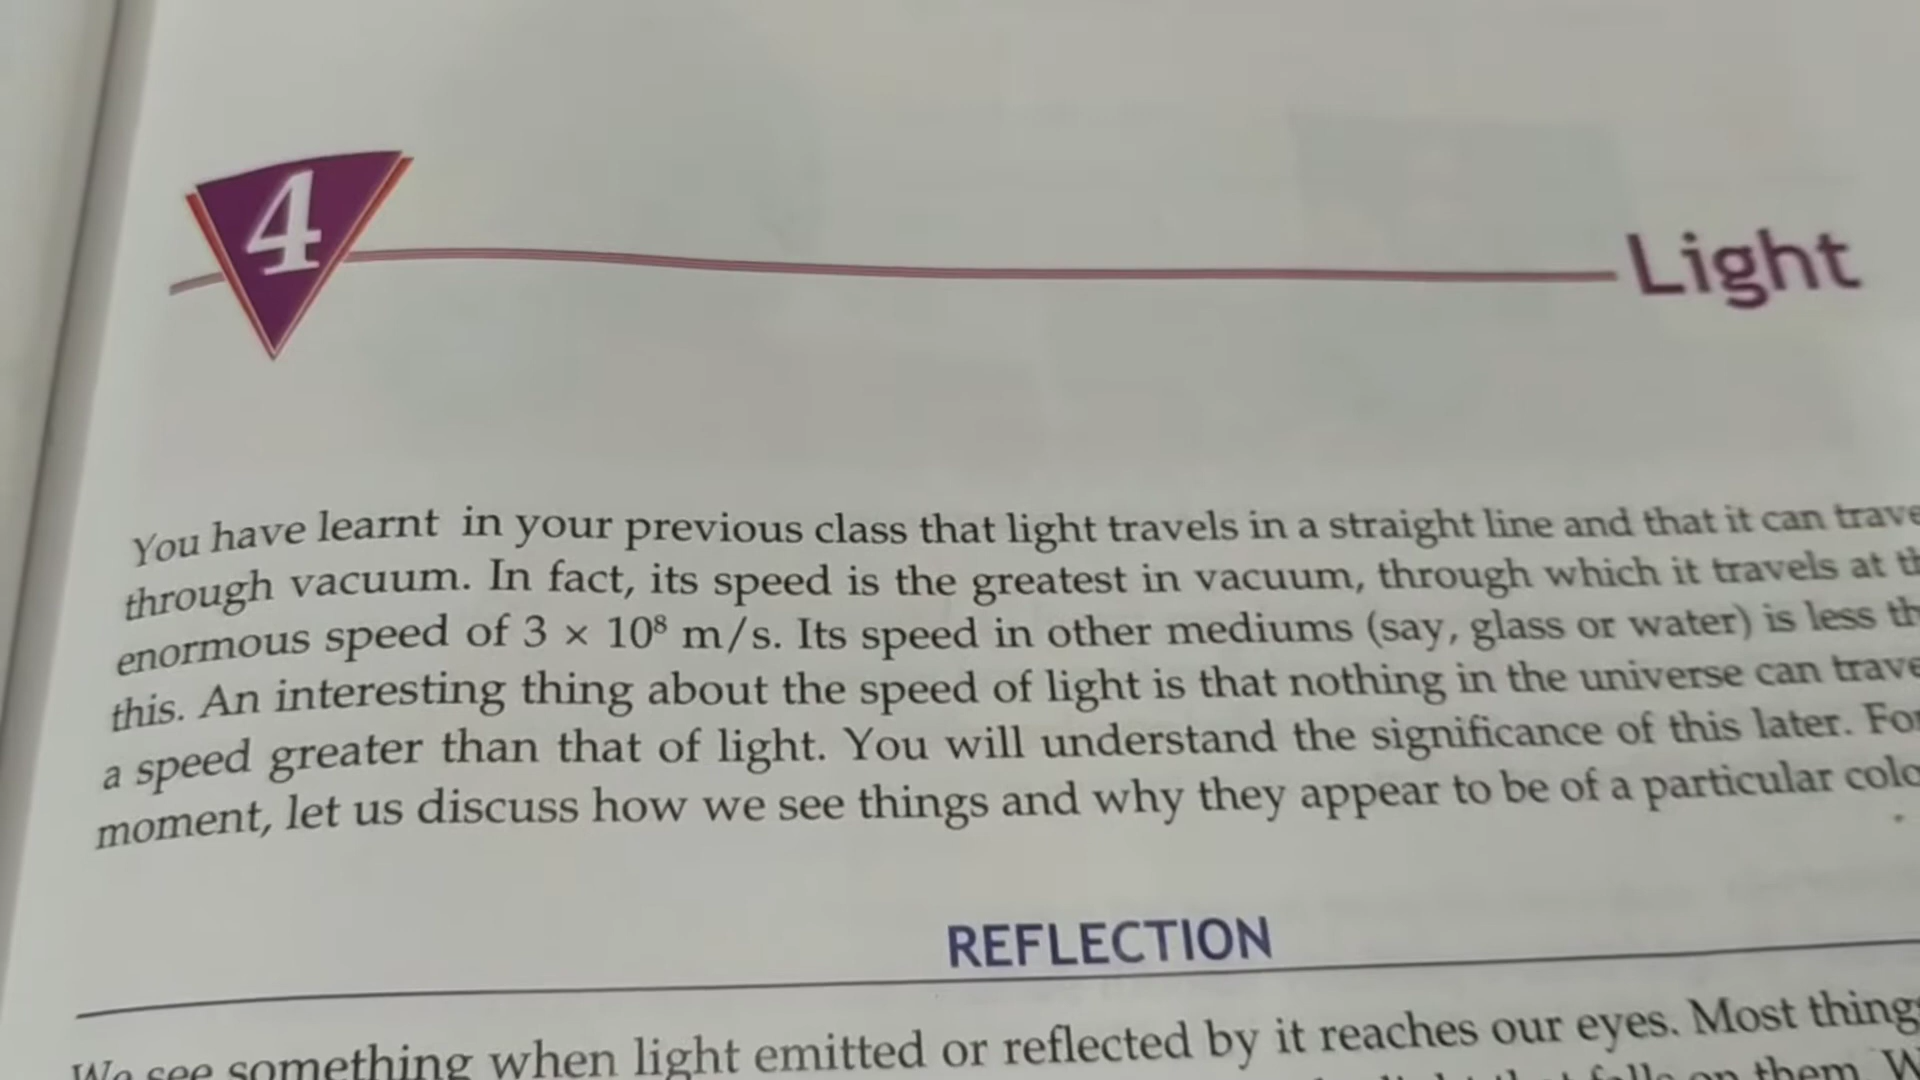 4
Light
You have learnt in your previous class that light travels in a straight line and that it can trave
through vacuum. In fact, its speed is the greatest in vacuum, through which it travels at th
enormous speed of 3 × 10⁸ m/s. Its speed in other mediums (say, glass or water) is less th
this. An interesting thing about the speed of light is that nothing in the universe can trave
a speed greater than that of light. You will understand the significance of this later. For
moment, let us discuss how we see things and why they appear to be of a particular colo
REFLECTION
We see something when light emitted or reflected by it reaches our eyes. Most things
falls on them. W